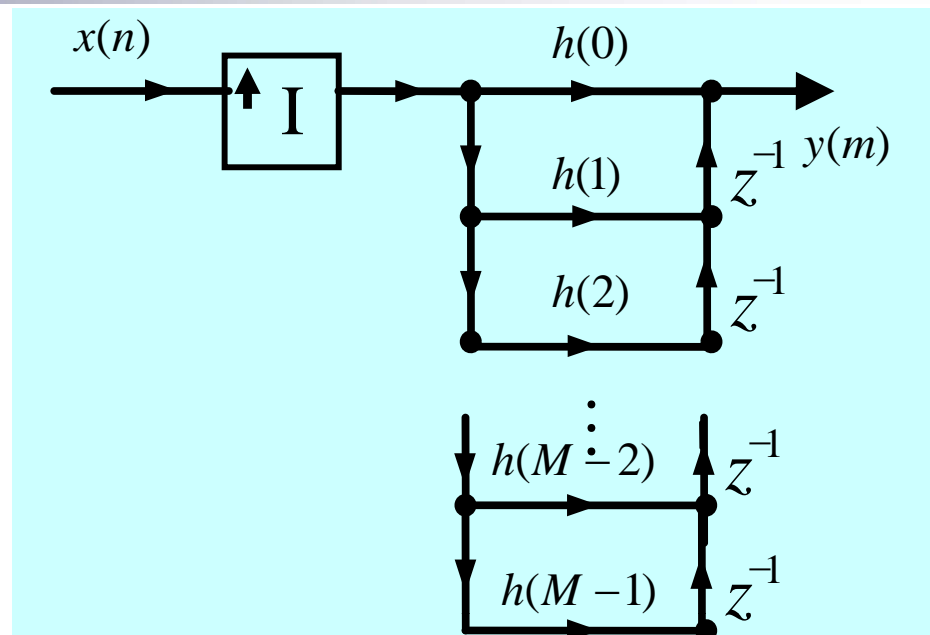 x(n)
h(0)
↑ I
y(m)
h(1)
z⁻¹
h(2)
z⁻¹
⋮
h(M − 2)
z⁻¹
h(M − 1)
z⁻¹